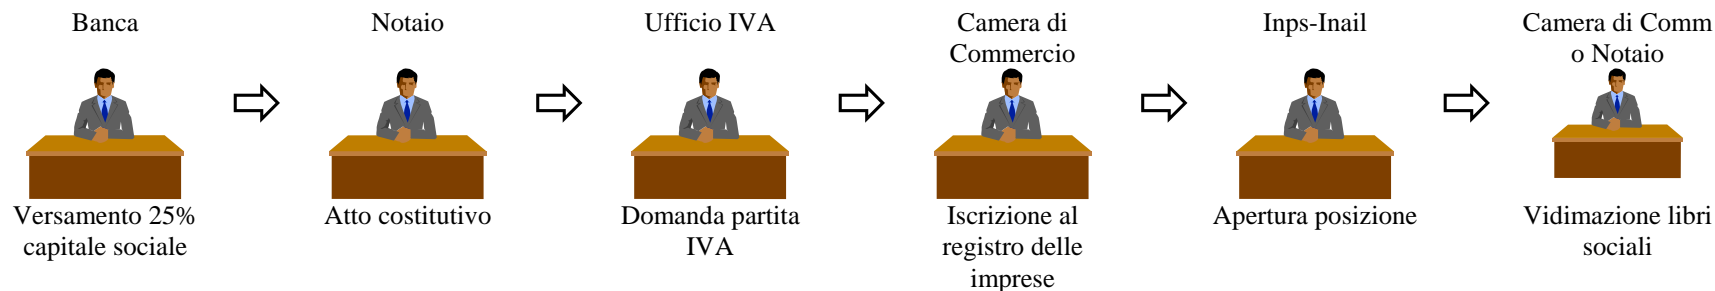 Banca
Versamento 25%
capitale sociale
Notaio
Atto costitutivo
Ufficio IVA
Domanda partita
IVA
Camera di
Commercio
Iscrizione al
registro delle
imprese
Inps-Inail
Apertura posizione
Camera di Comm
o Notaio
Vidimazione libri
sociali